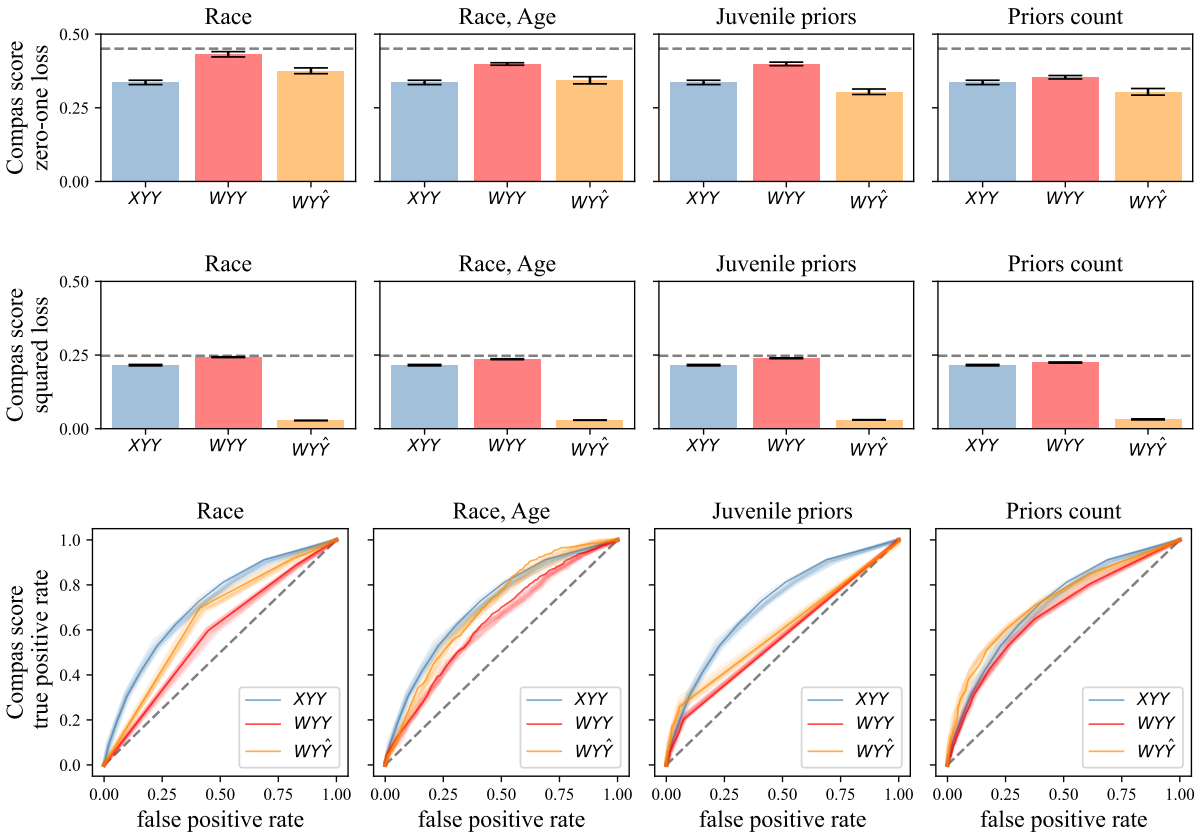 Race
Race, Age
Juvenile priors
Priors count
Compas score
zero-one loss
0.50
0.25
0.00
XYY
WYY
WYŶ
XYY
WYY
WYŶ
XYY
WYY
WYŶ
XYY
WYY
WYŶ
Race
Race, Age
Juvenile priors
Priors count
Compas score
squared loss
0.50
0.25
0.00
XYY
WYY
WYŶ
XYY
WYY
WYŶ
XYY
WYY
WYŶ
XYY
WYY
WYŶ
Race
Race, Age
Juvenile priors
Priors count
Compas score
true positive rate
1.0
0.8
0.6
0.4
0.2
0.0
XYY
WYY
WYŶ
0.00 0.25 0.50 0.75 1.00
false positive rate
XYY
WYY
WYŶ
0.00 0.25 0.50 0.75 1.00
false positive rate
XYY
WYY
WYŶ
0.00 0.25 0.50 0.75 1.00
false positive rate
XYY
WYY
WYŶ
0.00 0.25 0.50 0.75 1.00
false positive rate